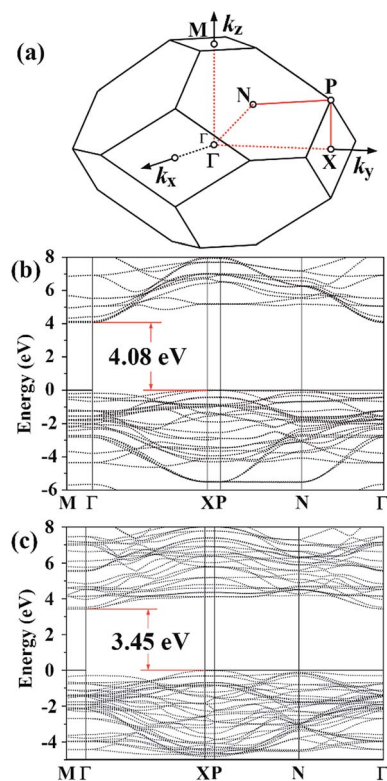 (a)
M
k_z
N
P
Γ
Γ
X
k_x
k_y
(b)
8
6
4
2
0
-2
-4
-6
Energy (eV)
4.08 eV
M Γ XP N Γ
(c)
8
6
4
2
0
-2
-4
Energy (eV)
3.45 eV
M Γ XP N Γ